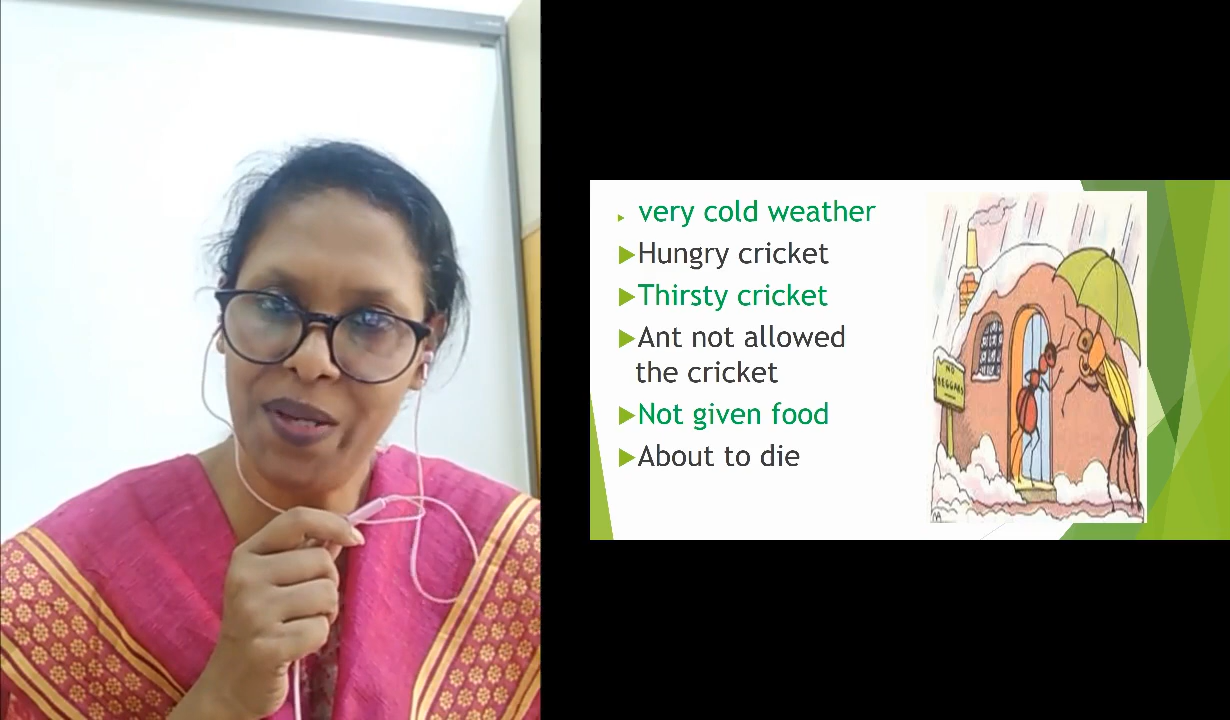 very cold weather
Hungry cricket
Thirsty cricket
Ant not allowed
the cricket
Not given food
About to die
NO
BEGGARS